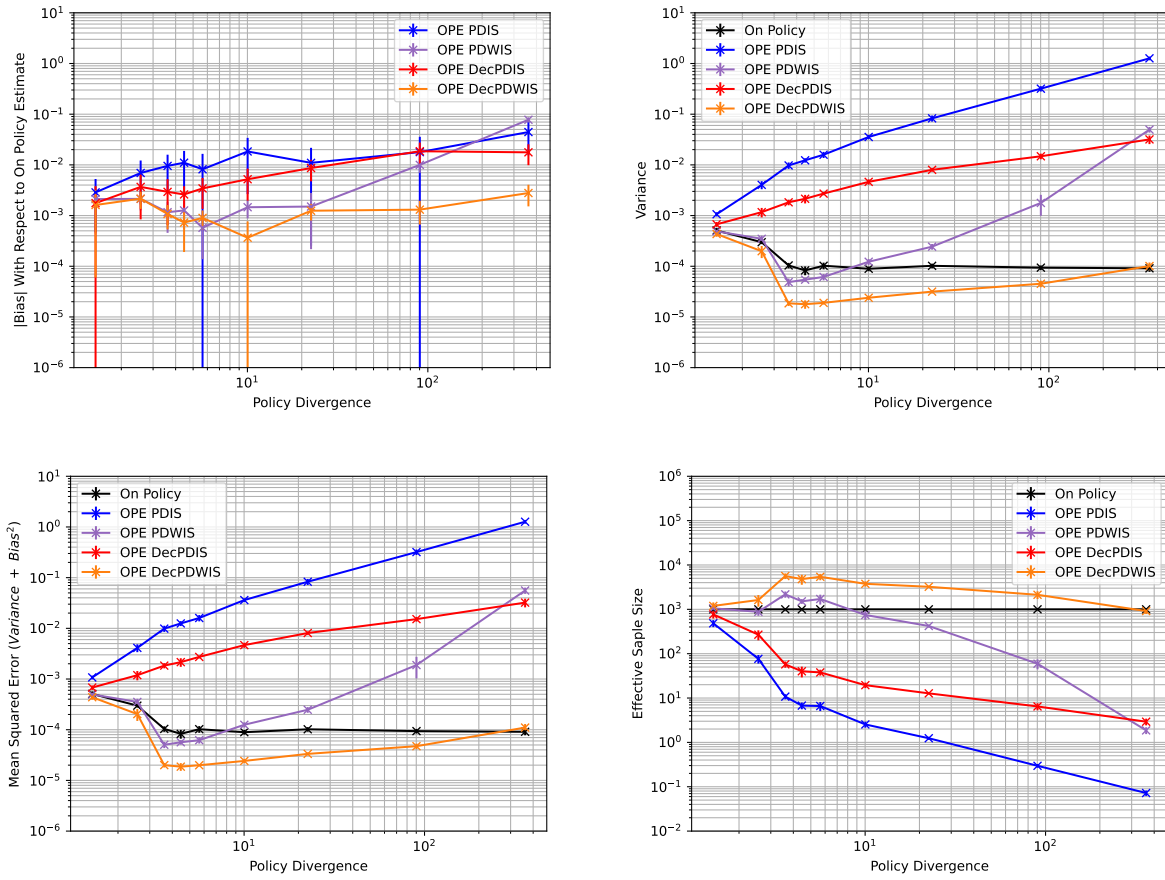 |Bias| With Respect to On Policy Estimate
10¹
10⁰
10⁻¹
10⁻²
10⁻³
10⁻⁴
10⁻⁵
10⁻⁶
OPE PDIS
OPE PDWIS
OPE DecPDIS
OPE DecPDWIS
10¹
10²
Policy Divergence
Variance
10¹
10⁰
10⁻¹
10⁻²
10⁻³
10⁻⁴
10⁻⁵
10⁻⁶
On Policy
OPE PDIS
OPE PDWIS
OPE DecPDIS
OPE DecPDWIS
10¹
10²
Policy Divergence
Mean Squared Error (Variance + Bias²)
10¹
10⁰
10⁻¹
10⁻²
10⁻³
10⁻⁴
10⁻⁵
10⁻⁶
On Policy
OPE PDIS
OPE PDWIS
OPE DecPDIS
OPE DecPDWIS
10¹
10²
Policy Divergence
Effective Saple Size
10⁶
10⁵
10⁴
10³
10²
10¹
10⁰
10⁻¹
10⁻²
On Policy
OPE PDIS
OPE PDWIS
OPE DecPDIS
OPE DecPDWIS
10¹
10²
Policy Divergence